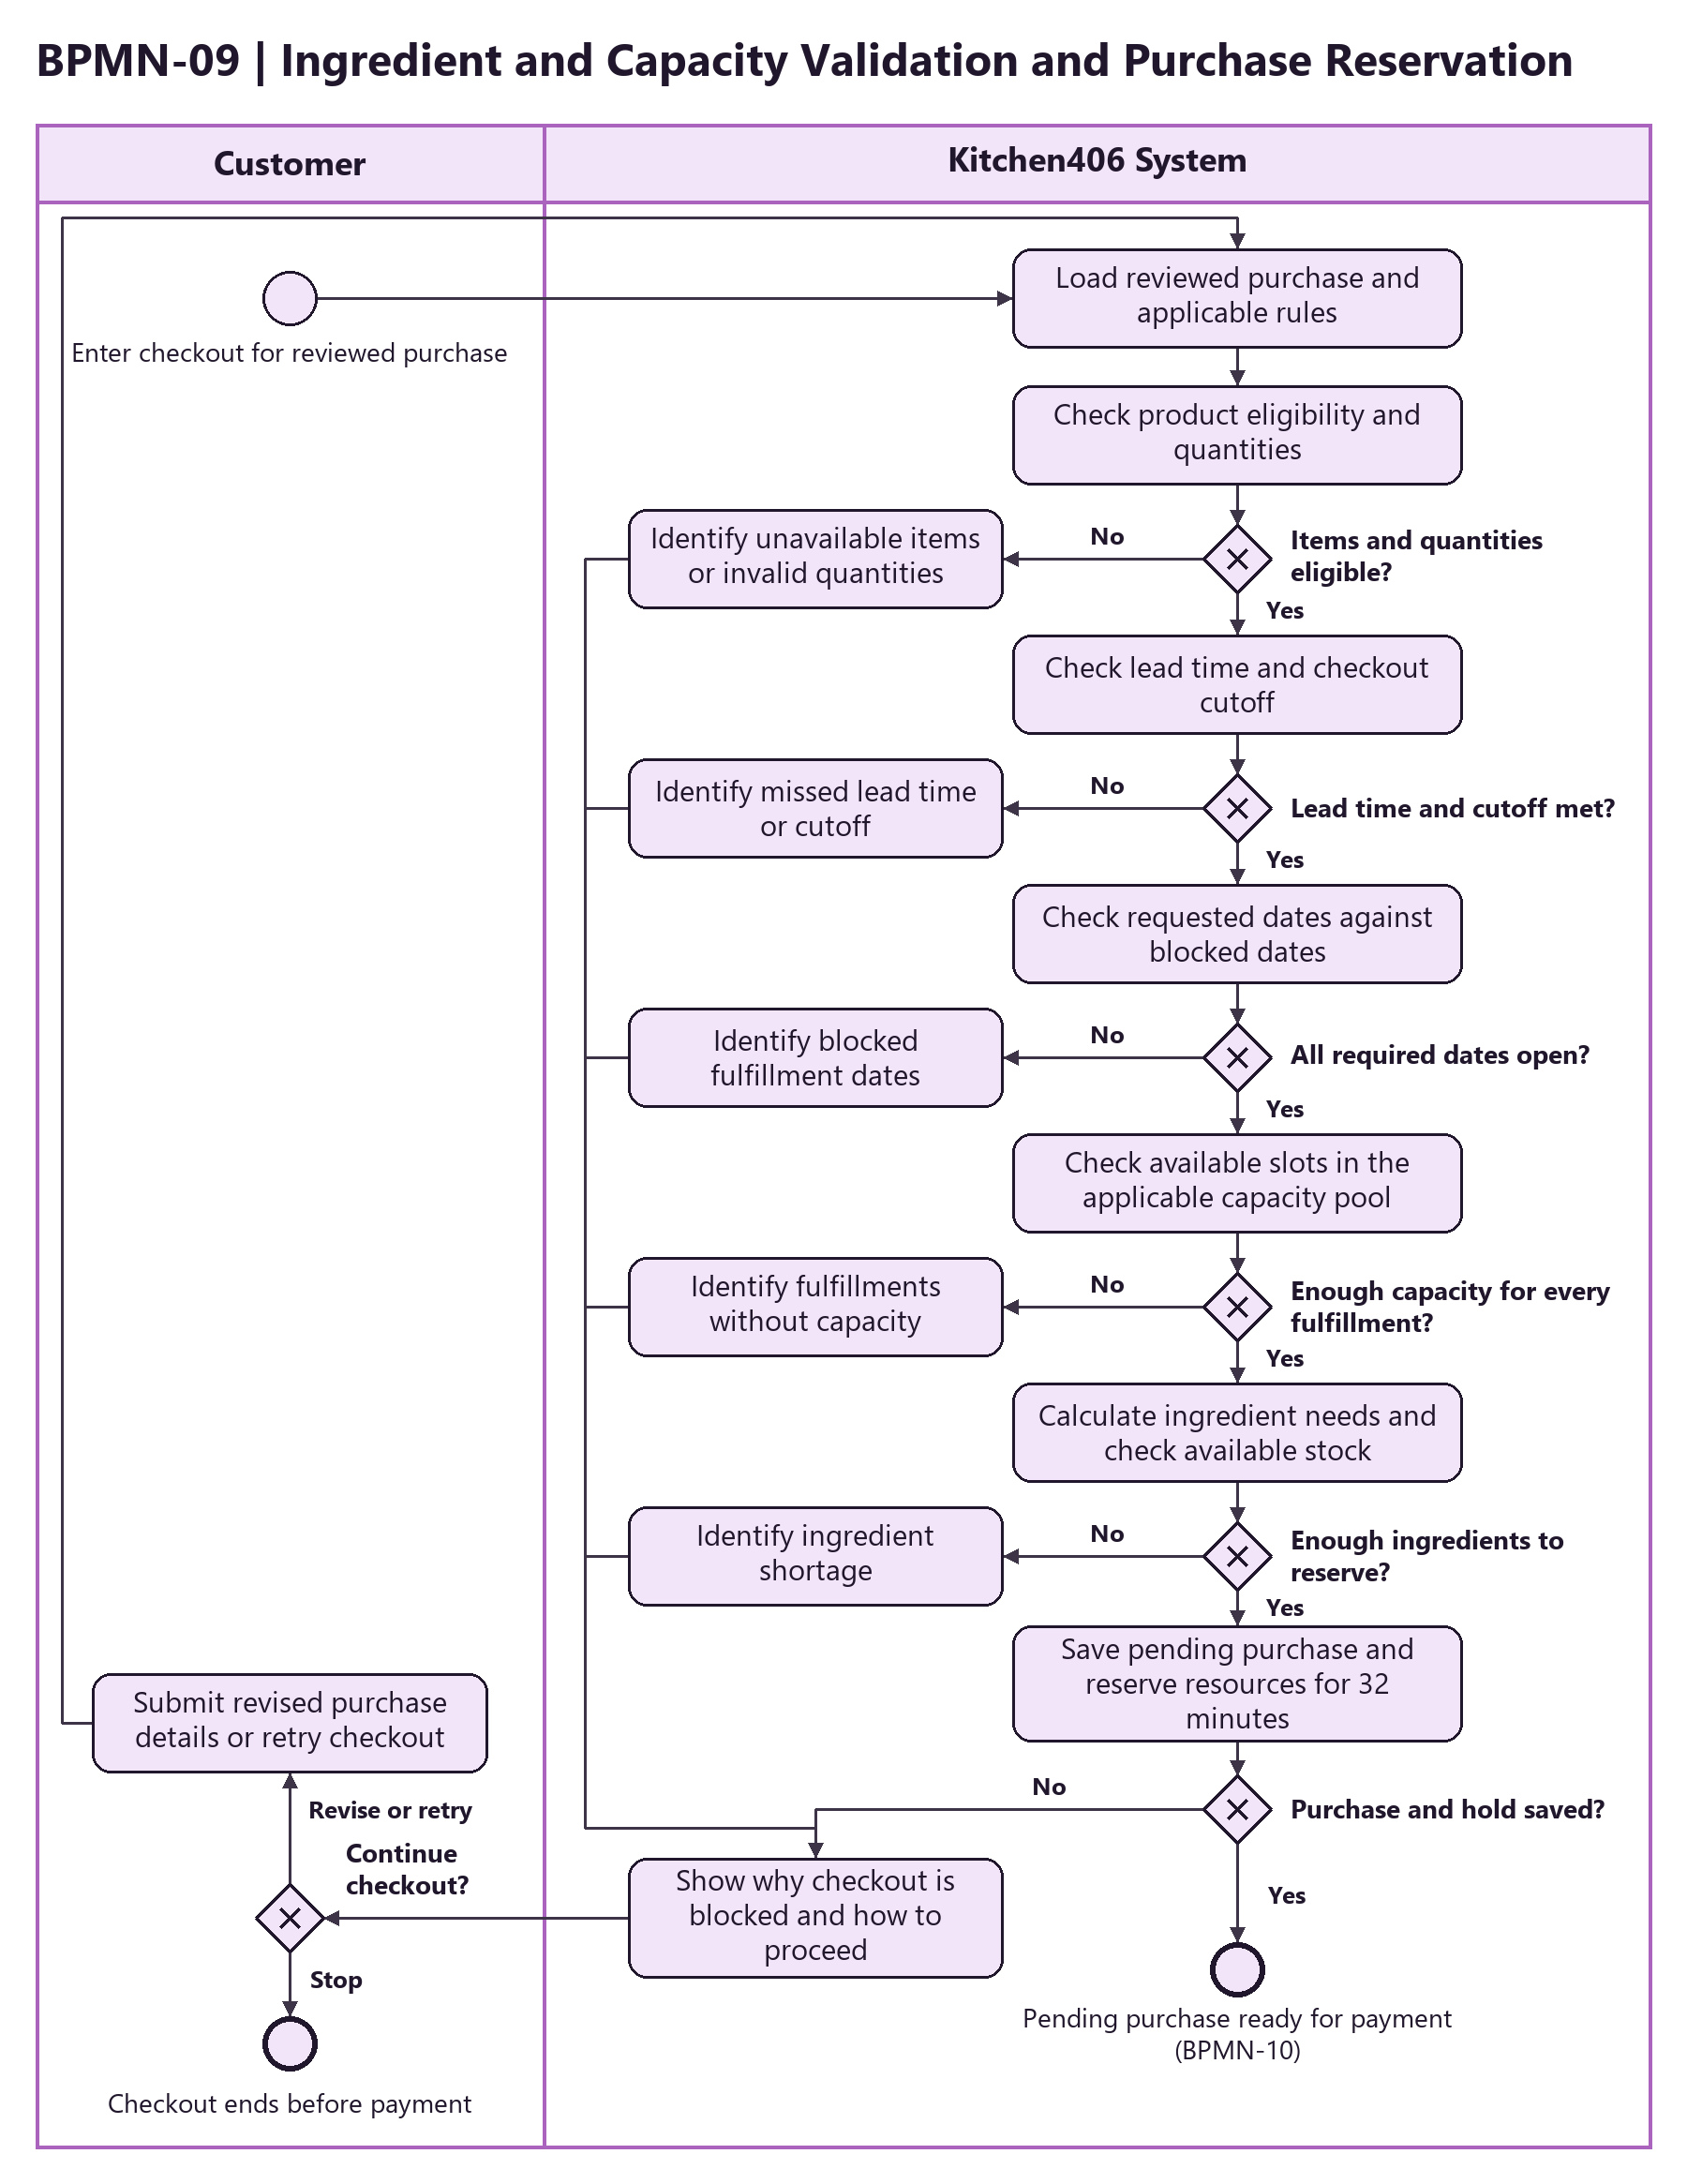 BPMN-09 | Ingredient and Capacity Validation and Purchase Reservation
Customer
Kitchen406 System
Enter checkout for reviewed purchase
Load reviewed purchase and
applicable rules
Check product eligibility and
quantities
Identify unavailable items
or invalid quantities
No
Items and quantities
eligible?
Yes
Check lead time and checkout
cutoff
Identify missed lead time
or cutoff
No
Lead time and cutoff met?
Yes
Check requested dates against
blocked dates
Identify blocked
fulfillment dates
No
All required dates open?
Yes
Check available slots in the
applicable capacity pool
Identify fulfillments
without capacity
No
Enough capacity for every
fulfillment?
Yes
Calculate ingredient needs and
check available stock
Identify ingredient
shortage
No
Enough ingredients to
reserve?
Yes
Save pending purchase and
reserve resources for 32
minutes
Submit revised purchase
details or retry checkout
No
Purchase and hold saved?
Revise or retry
Continue
checkout?
Show why checkout is
blocked and how to
proceed
Yes
Stop
Pending purchase ready for payment
(BPMN-10)
Checkout ends before payment